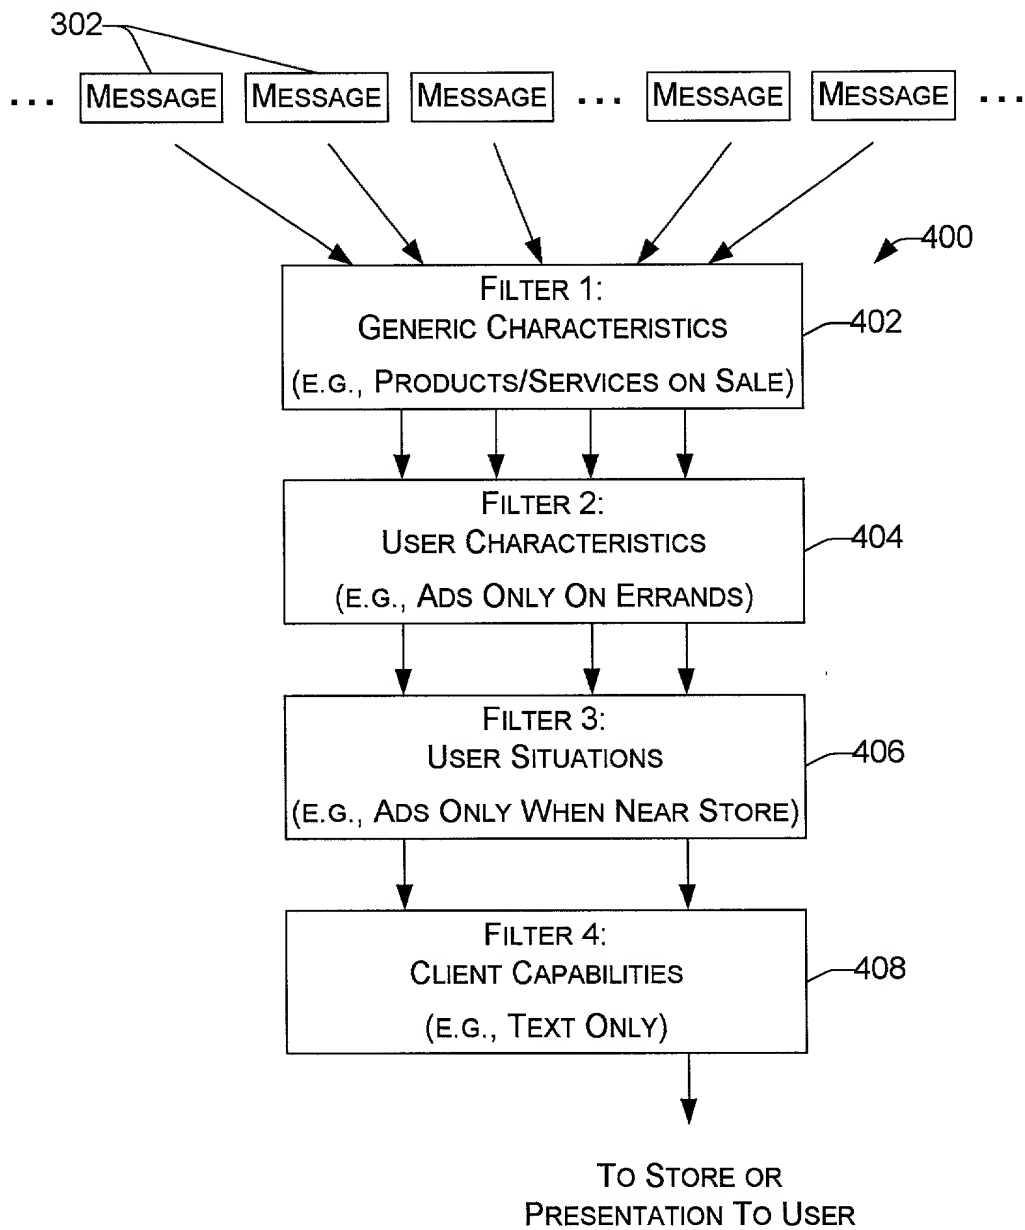 302
... MESSAGE MESSAGE MESSAGE ... MESSAGE MESSAGE ...
400
FILTER 1:
GENERIC CHARACTERISTICS
402
(E.G., PRODUCTS/SERVICES ON SALE)
FILTER 2:
USER CHARACTERISTICS
404
(E.G., ADS ONLY ON ERRANDS)
FILTER 3:
USER SITUATIONS
406
(E.G., ADS ONLY WHEN NEAR STORE)
FILTER 4:
CLIENT CAPABILITIES
408
(E.G., TEXT ONLY)
TO STORE OR
PRESENTATION TO USER